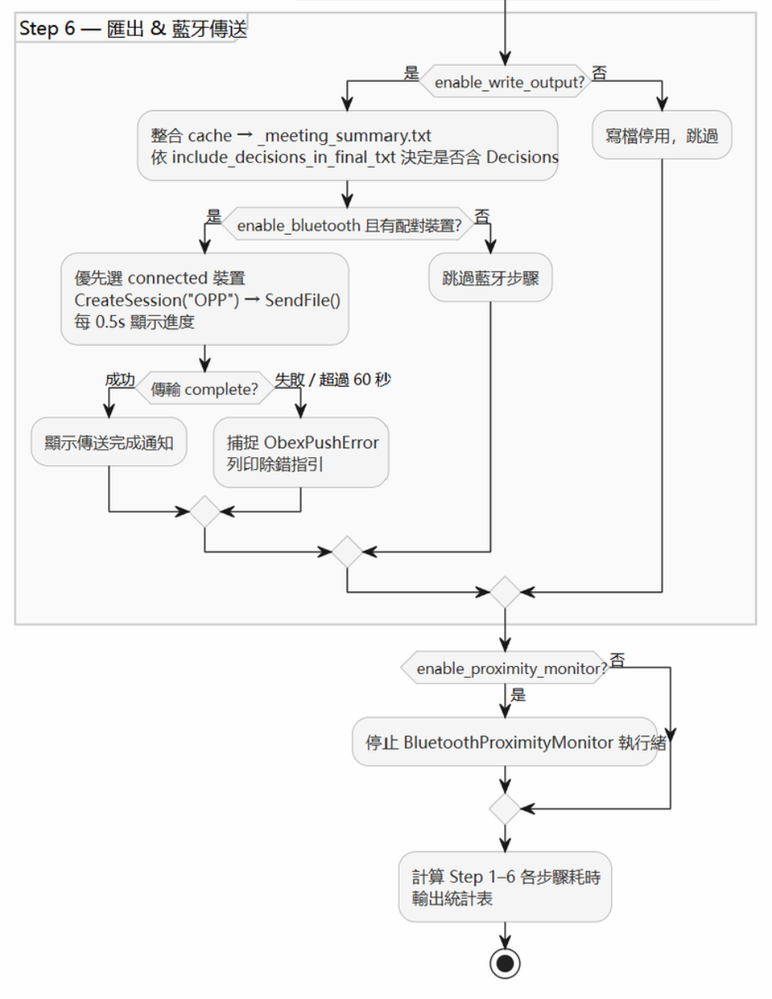 Step 6 — 匯出 & 藍牙傳送
是
enable_write_output?
否
整合 cache → _meeting_summary.txt
依 include_decisions_in_final_txt 決定是否含 Decisions
寫檔停用，跳過
是
enable_bluetooth 且有配對裝置?
否
優先選 connected 裝置
CreateSession("OPP") → SendFile()
每 0.5s 顯示進度
跳過藍牙步驟
成功
傳輸 complete?
失敗 / 超過 60 秒
顯示傳送完成通知
捕捉 ObexPushError
列印除錯指引
enable_proximity_monitor?
否
是
停止 BluetoothProximityMonitor 執行緒
計算 Step 1–6 各步驟耗時
輸出統計表